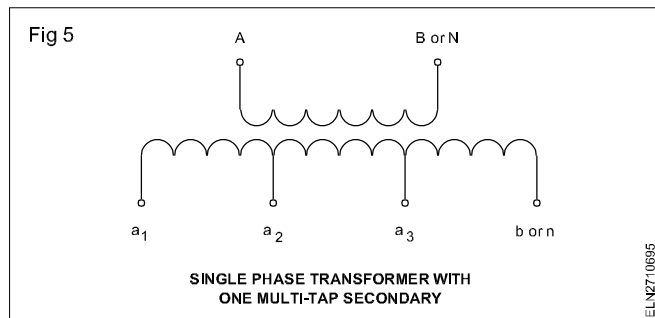 Fig 5
A
B or N
a1
a2
a3
b or n
SINGLE PHASE TRANSFORMER WITH
ONE MULTI-TAP SECONDARY
ELN2710695